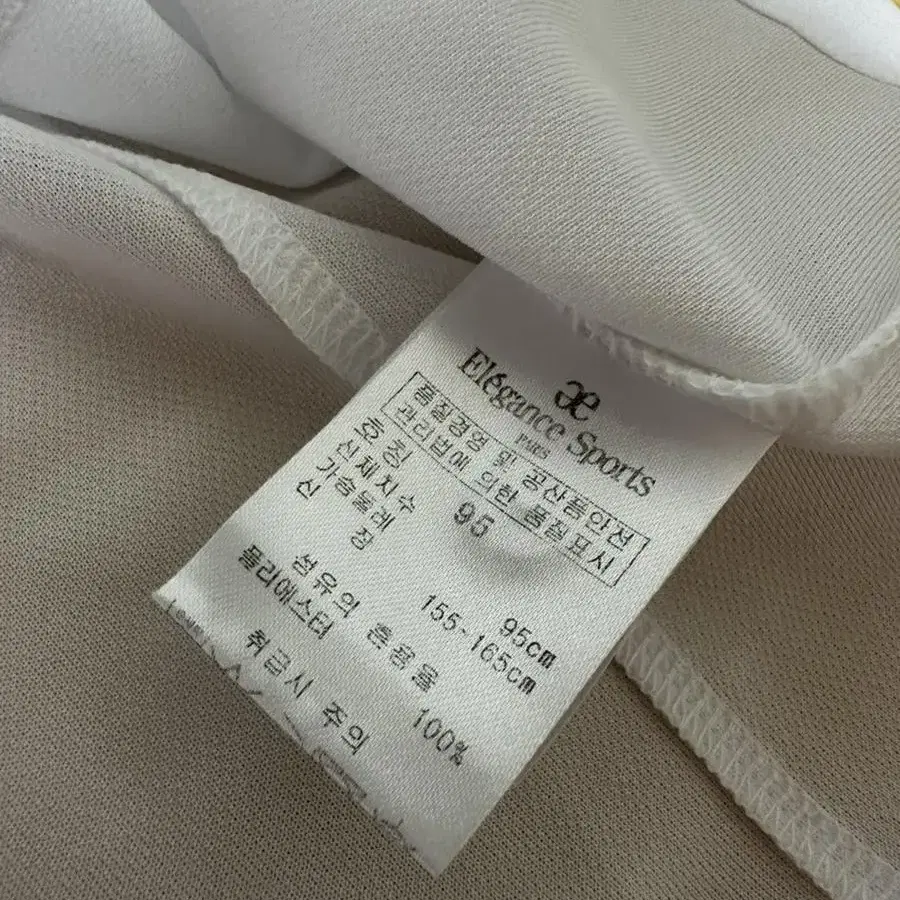 æ
Elégance Sports
PARIS
품질경영 및 공산품안전
관리법에 의한 품질표시
호칭 95
신체지수
가슴둘레 95cm
신 장 155-165cm
섬유의 혼용율
폴리에스터 100%
취급시 주의